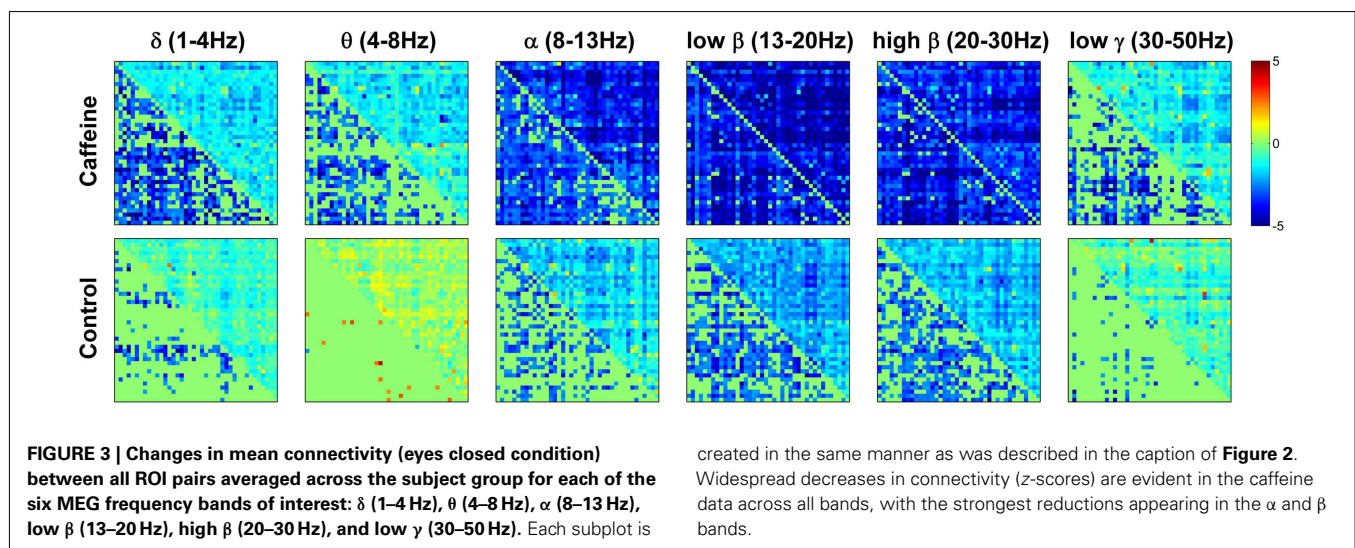 δ (1-4Hz) θ (4-8Hz) α (8-13Hz) low β (13-20Hz) high β (20-30Hz) low γ (30-50Hz)
Caffeine
5
0
-5
Control
FIGURE 3 | Changes in mean connectivity (eyes closed condition)
between all ROI pairs averaged across the subject group for each of the
six MEG frequency bands of interest: δ (1–4 Hz), θ (4–8 Hz), α (8–13 Hz),
low β (13–20 Hz), high β (20–30 Hz), and low γ (30–50 Hz). Each subplot is
created in the same manner as was described in the caption of Figure 2.
Widespread decreases in connectivity (z-scores) are evident in the caffeine
data across all bands, with the strongest reductions appearing in the α and β
bands.